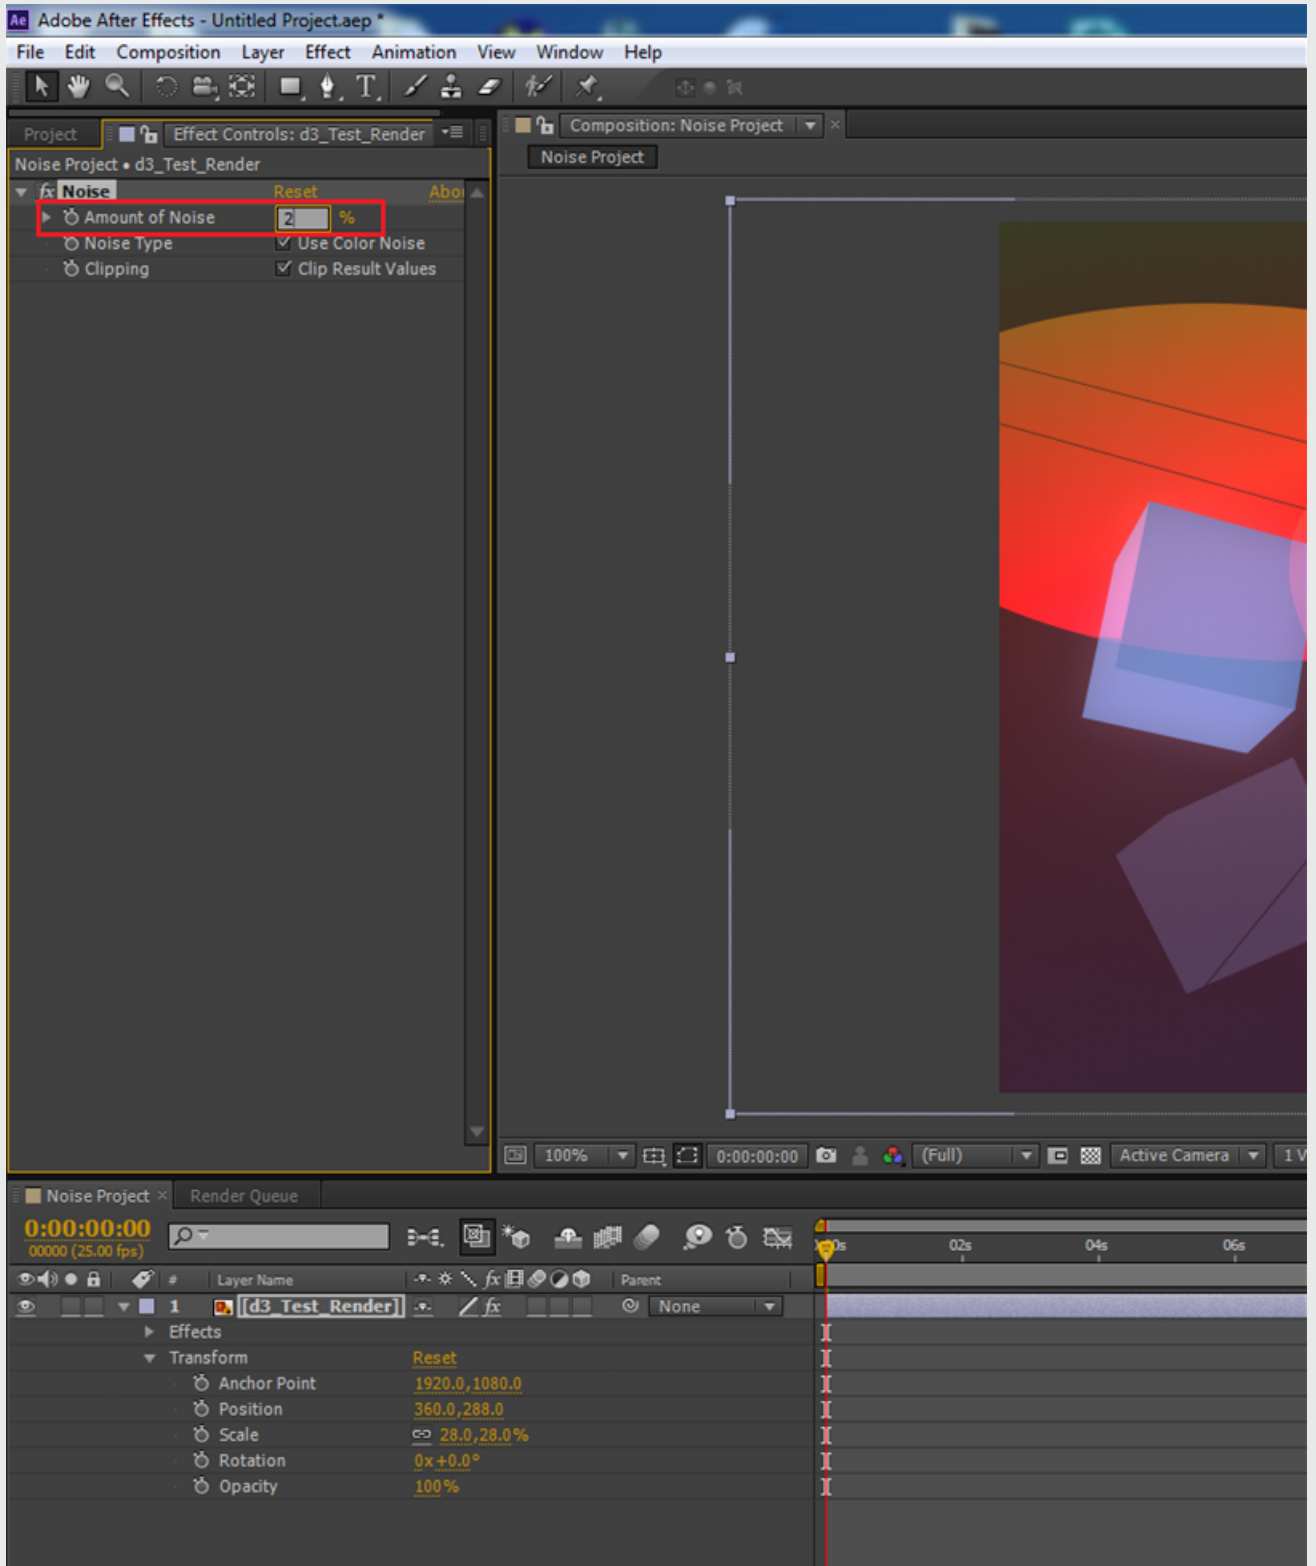 Ae Adobe After Effects - Untitled Project.aep *
File Edit Composition Layer Effect Animation View Window Help
Project Effect Controls: d3_Test_Render
Composition: Noise Project
Noise Project • d3_Test_Render
Noise Project
fx Noise Reset
Amount of Noise 2 %
Noise Type Use Color Noise
Clipping Clip Result Values
100% 0:00:00:00 (Full) Active Camera
Noise Project × Render Queue
0:00:00:00
00000 (25.00 fps)
02s 04s 06s
# Layer Name fx Parent
1 [d3_Test_Render] fx None
Effects
Transform Reset
Anchor Point 1920.0,1080.0
Position 360.0,288.0
Scale 28.0,28.0%
Rotation 0x+0.0°
Opacity 100%